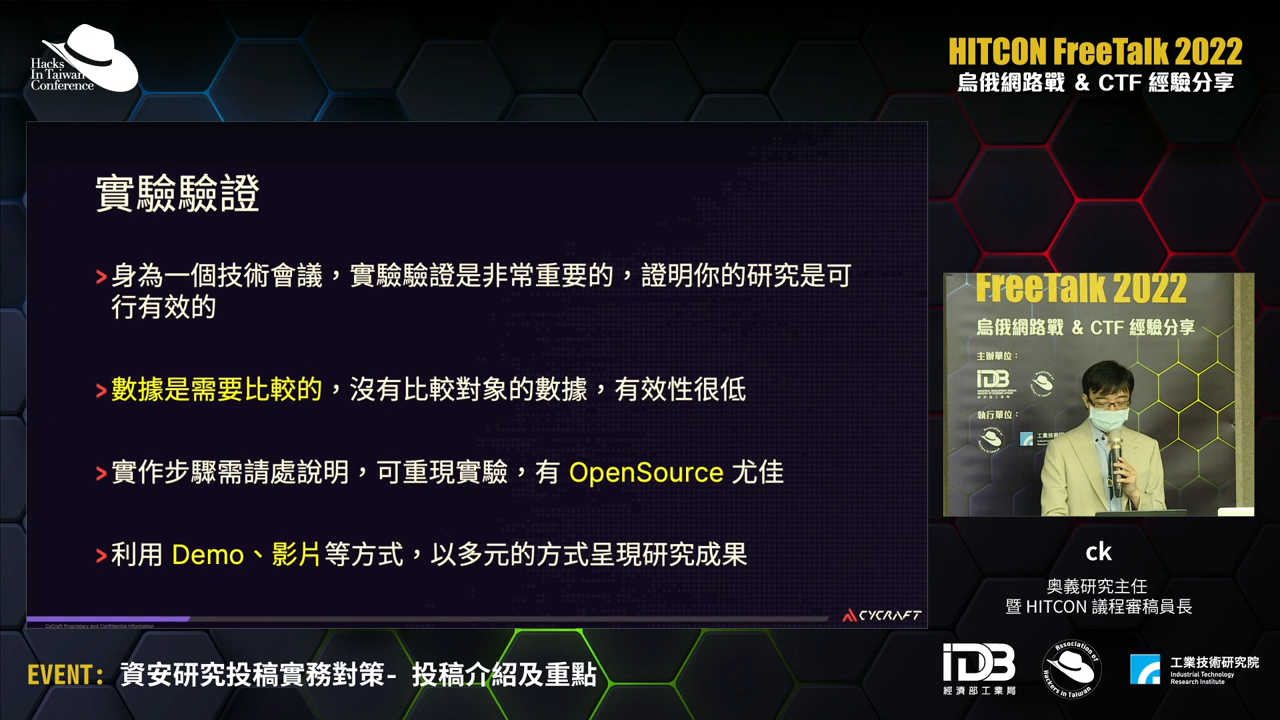 Hacks
In Taiwan
Conference
HITCON FreeTalk 2022
烏俄網路戰 & CTF 經驗分享
實驗驗證
身為一個技術會議，實驗驗證是非常重要的，證明你的研究是可
行有效的
數據是需要比較的，沒有比較對象的數據，有效性很低
實作步驟需請處說明，可重現實驗，有 OpenSource 尤佳
利用 Demo、影片等方式，以多元的方式呈現研究成果
CyCraft Proprietary and Confidential Information
CYCRAFT
FreeTalk 2022
烏俄網路戰 & CTF 經驗分享
主辦單位：
IDB
執行單位：
ck
奧義研究主任
暨 HITCON 議程審稿員長
EVENT： 資安研究投稿實務對策- 投稿介紹及重點
IDB
經濟部工業局
Association of
Hackers in Taiwan
工業技術研究院
Industrial Technology
Research Institute